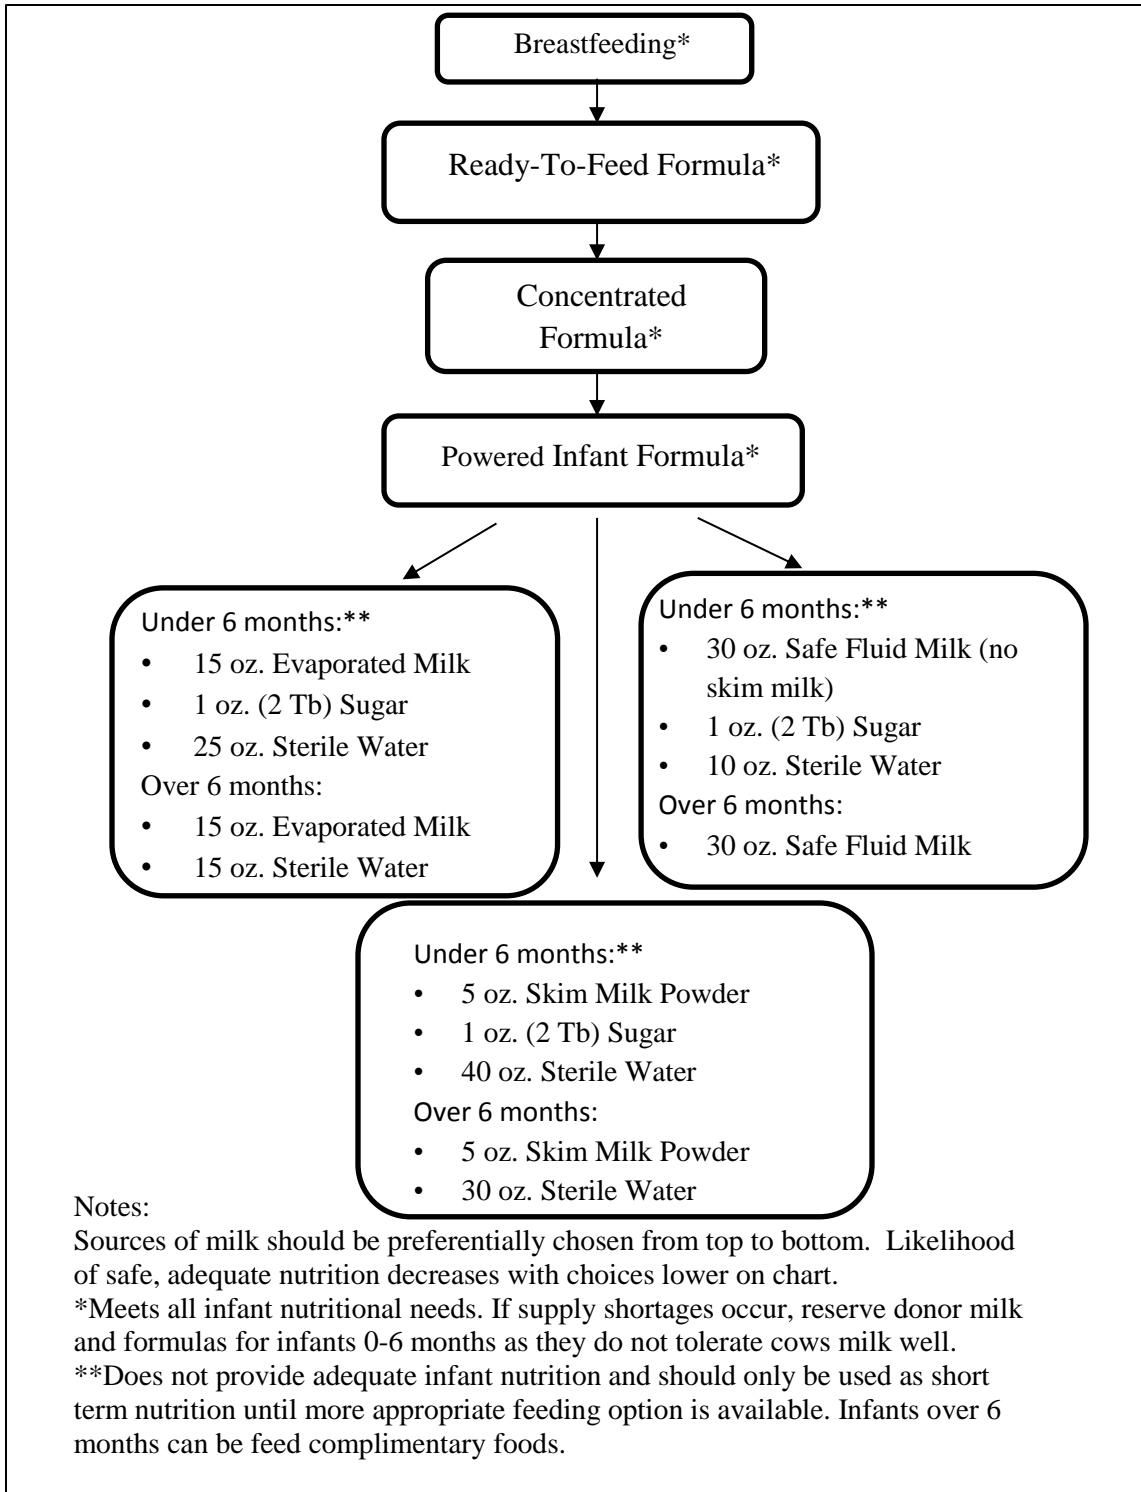 Breastfeeding*
Ready-To-Feed Formula*
Concentrated
Formula*
Powered Infant Formula*
Under 6 months:**
• 15 oz. Evaporated Milk
• 1 oz. (2 Tb) Sugar
• 25 oz. Sterile Water
Over 6 months:
• 15 oz. Evaporated Milk
• 15 oz. Sterile Water
Under 6 months:**
• 30 oz. Safe Fluid Milk (no
skim milk)
• 1 oz. (2 Tb) Sugar
• 10 oz. Sterile Water
Over 6 months:
• 30 oz. Safe Fluid Milk
Under 6 months:**
• 5 oz. Skim Milk Powder
• 1 oz. (2 Tb) Sugar
• 40 oz. Sterile Water
Over 6 months:
• 5 oz. Skim Milk Powder
• 30 oz. Sterile Water
Notes:
Sources of milk should be preferentially chosen from top to bottom.  Likelihood
of safe, adequate nutrition decreases with choices lower on chart.
*Meets all infant nutritional needs. If supply shortages occur, reserve donor milk
and formulas for infants 0-6 months as they do not tolerate cows milk well.
**Does not provide adequate infant nutrition and should only be used as short
term nutrition until more appropriate feeding option is available. Infants over 6
months can be feed complimentary foods.